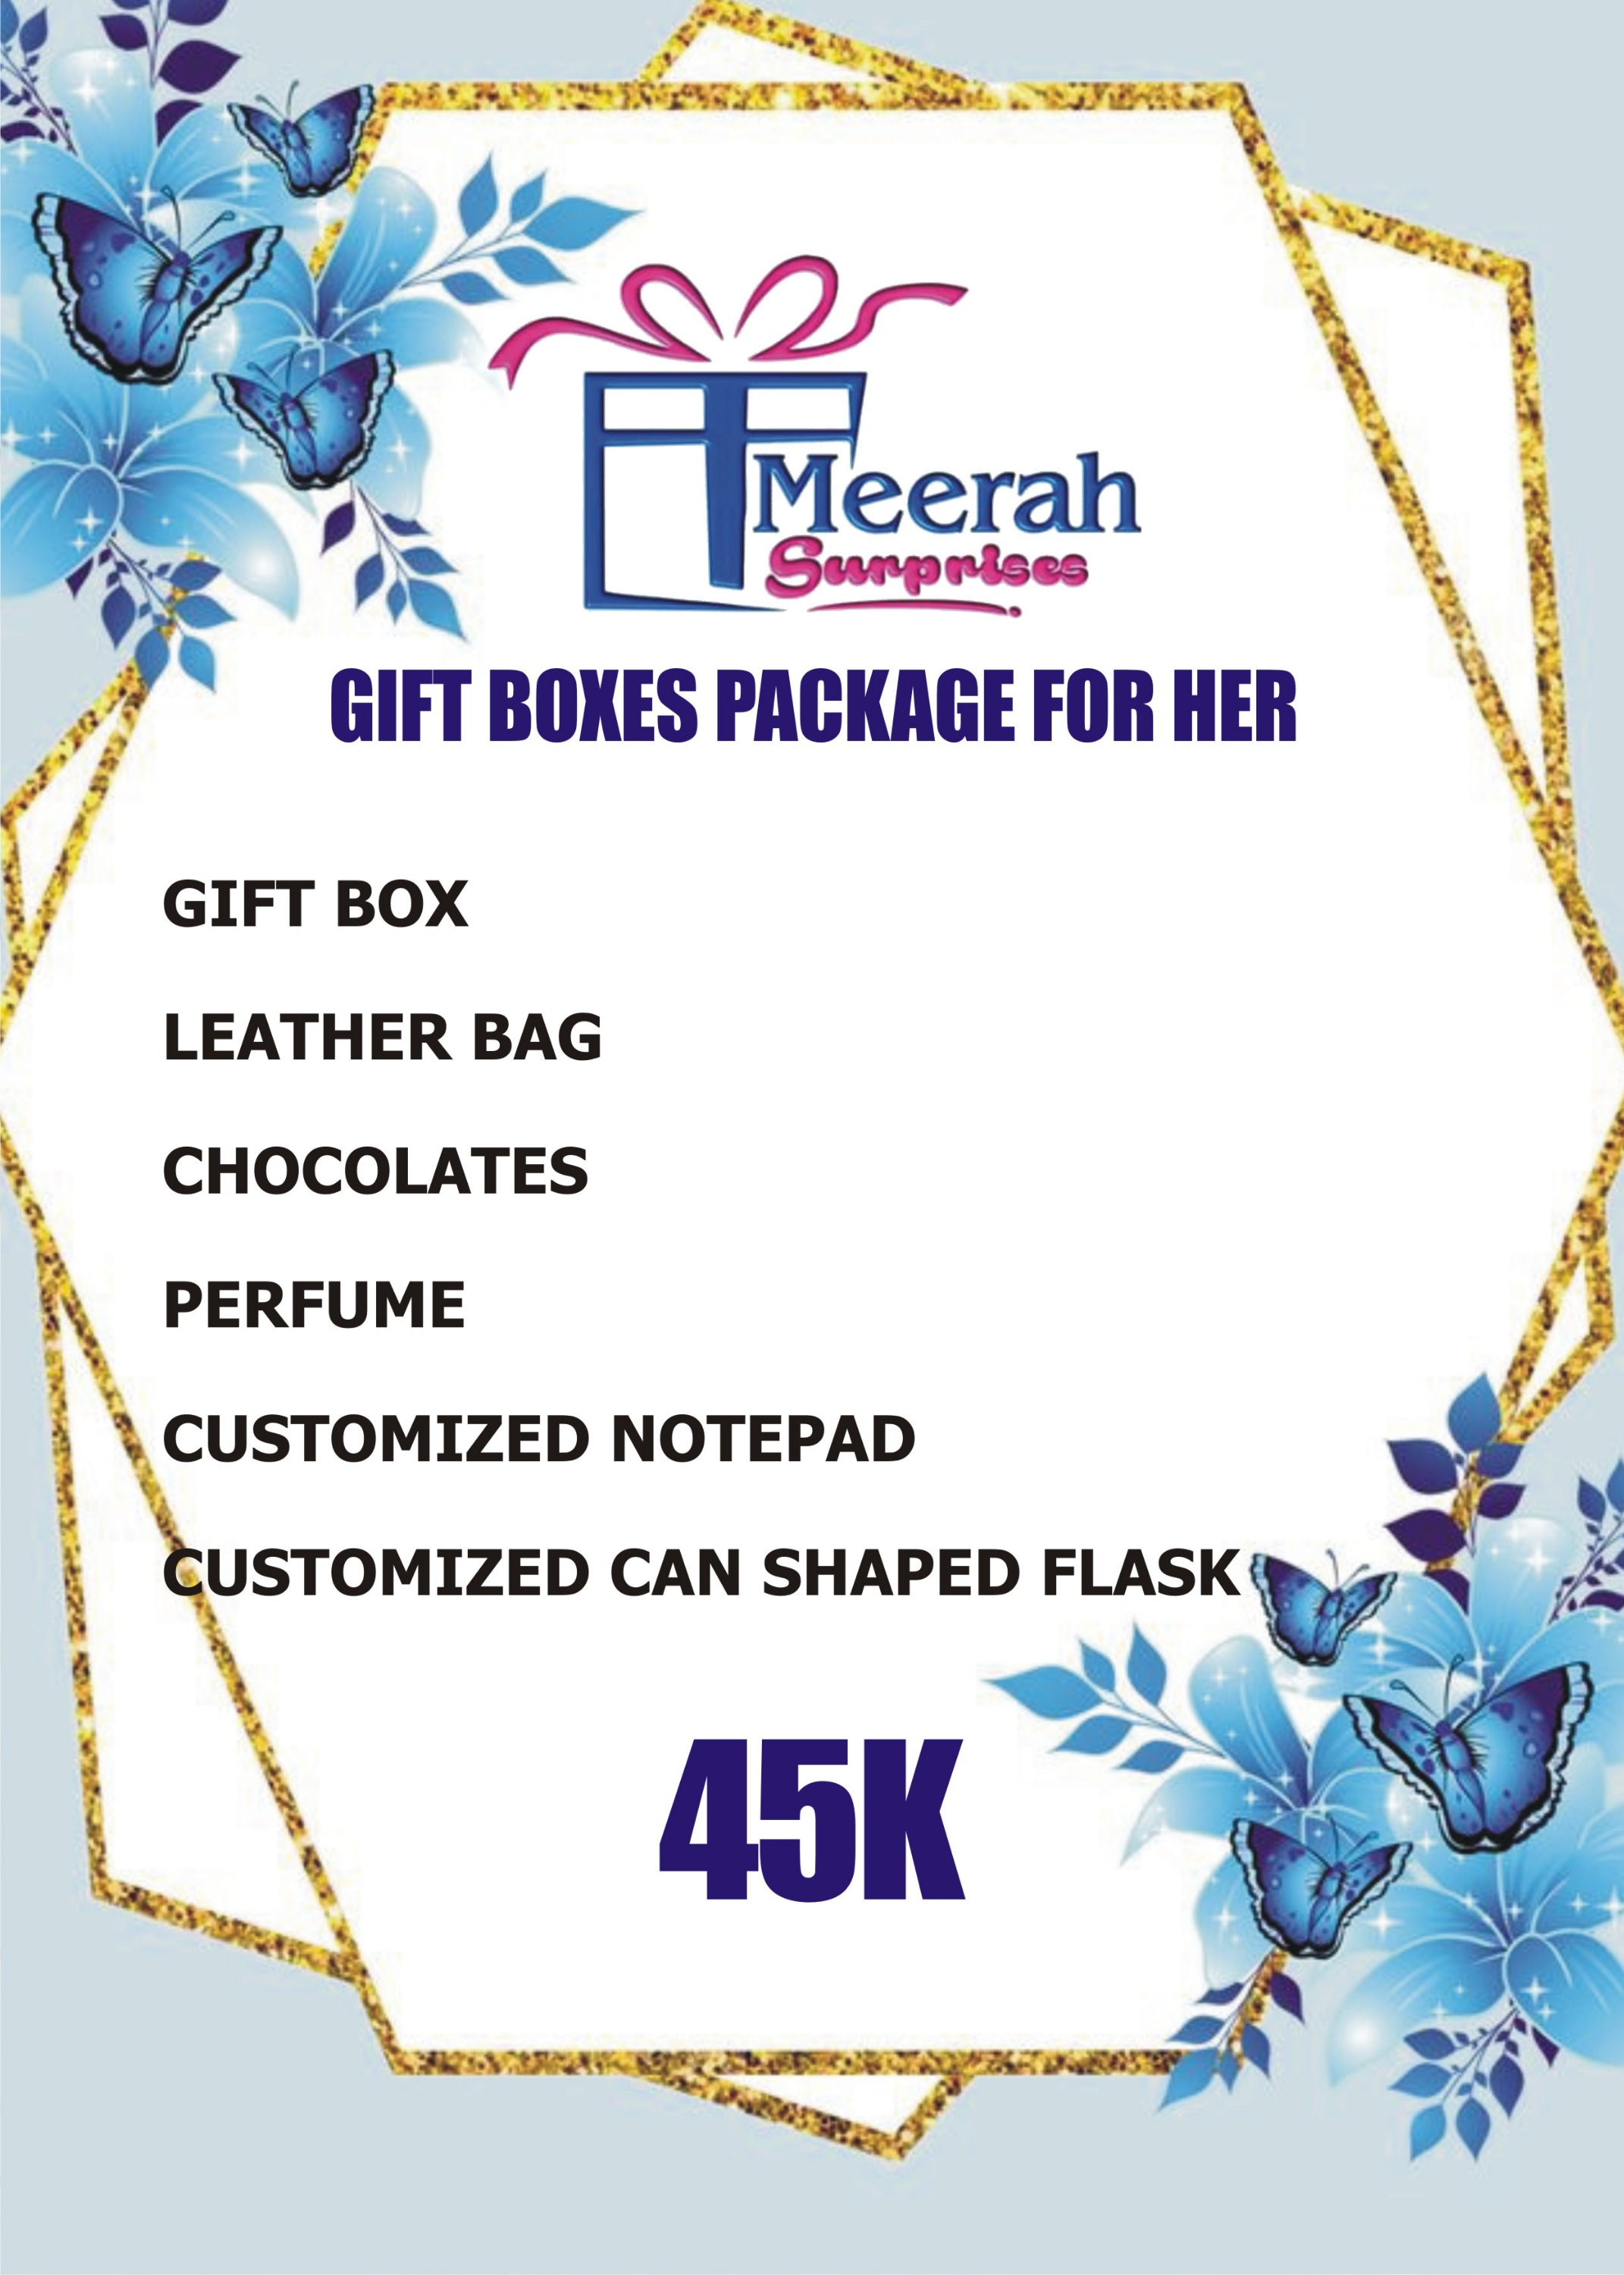 Meerah
Surprises
GIFT BOXES PACKAGE FOR HER
GIFT BOX
LEATHER BAG
CHOCOLATES
PERFUME
CUSTOMIZED NOTEPAD
CUSTOMIZED CAN SHAPED FLASK
45K